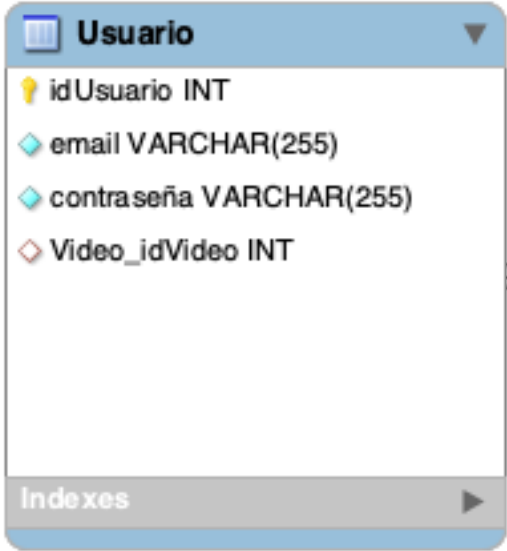 Usuario
idUsuario INT
email VARCHAR(255)
contraseña VARCHAR(255)
Video_idVideo INT
Indexes